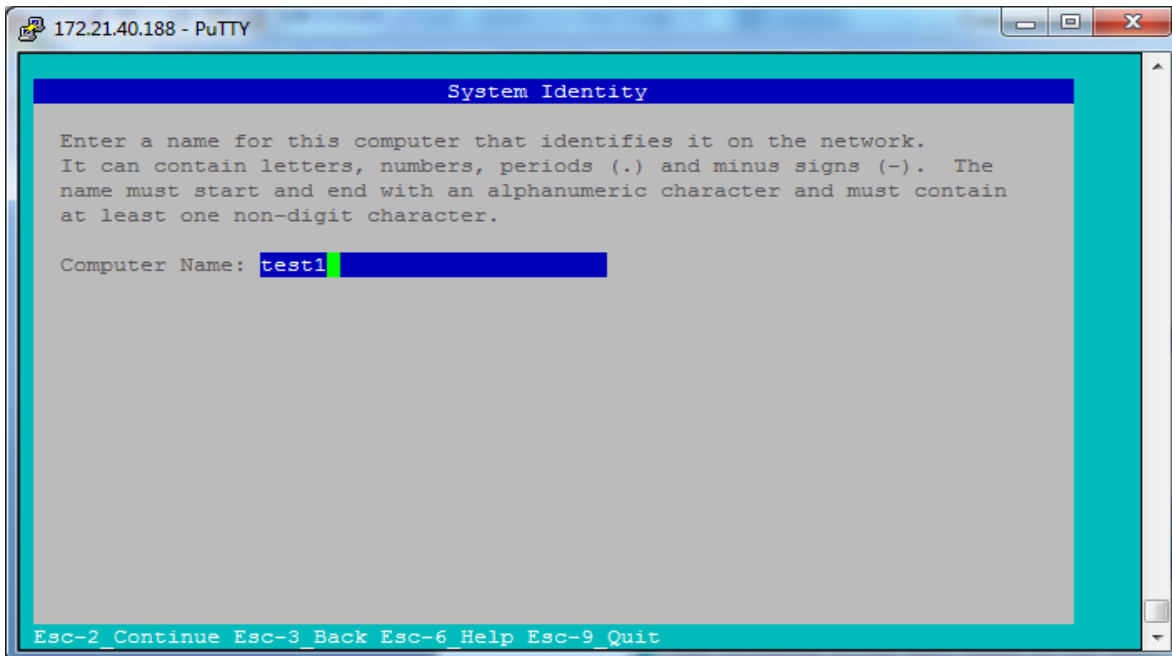 172.21.40.188 - PuTTY
System Identity
Enter a name for this computer that identifies it on the network.
It can contain letters, numbers, periods (.) and minus signs (-).  The
name must start and end with an alphanumeric character and must contain
at least one non-digit character.
Computer Name: test1
Esc-2_Continue Esc-3_Back Esc-6_Help Esc-9_Quit